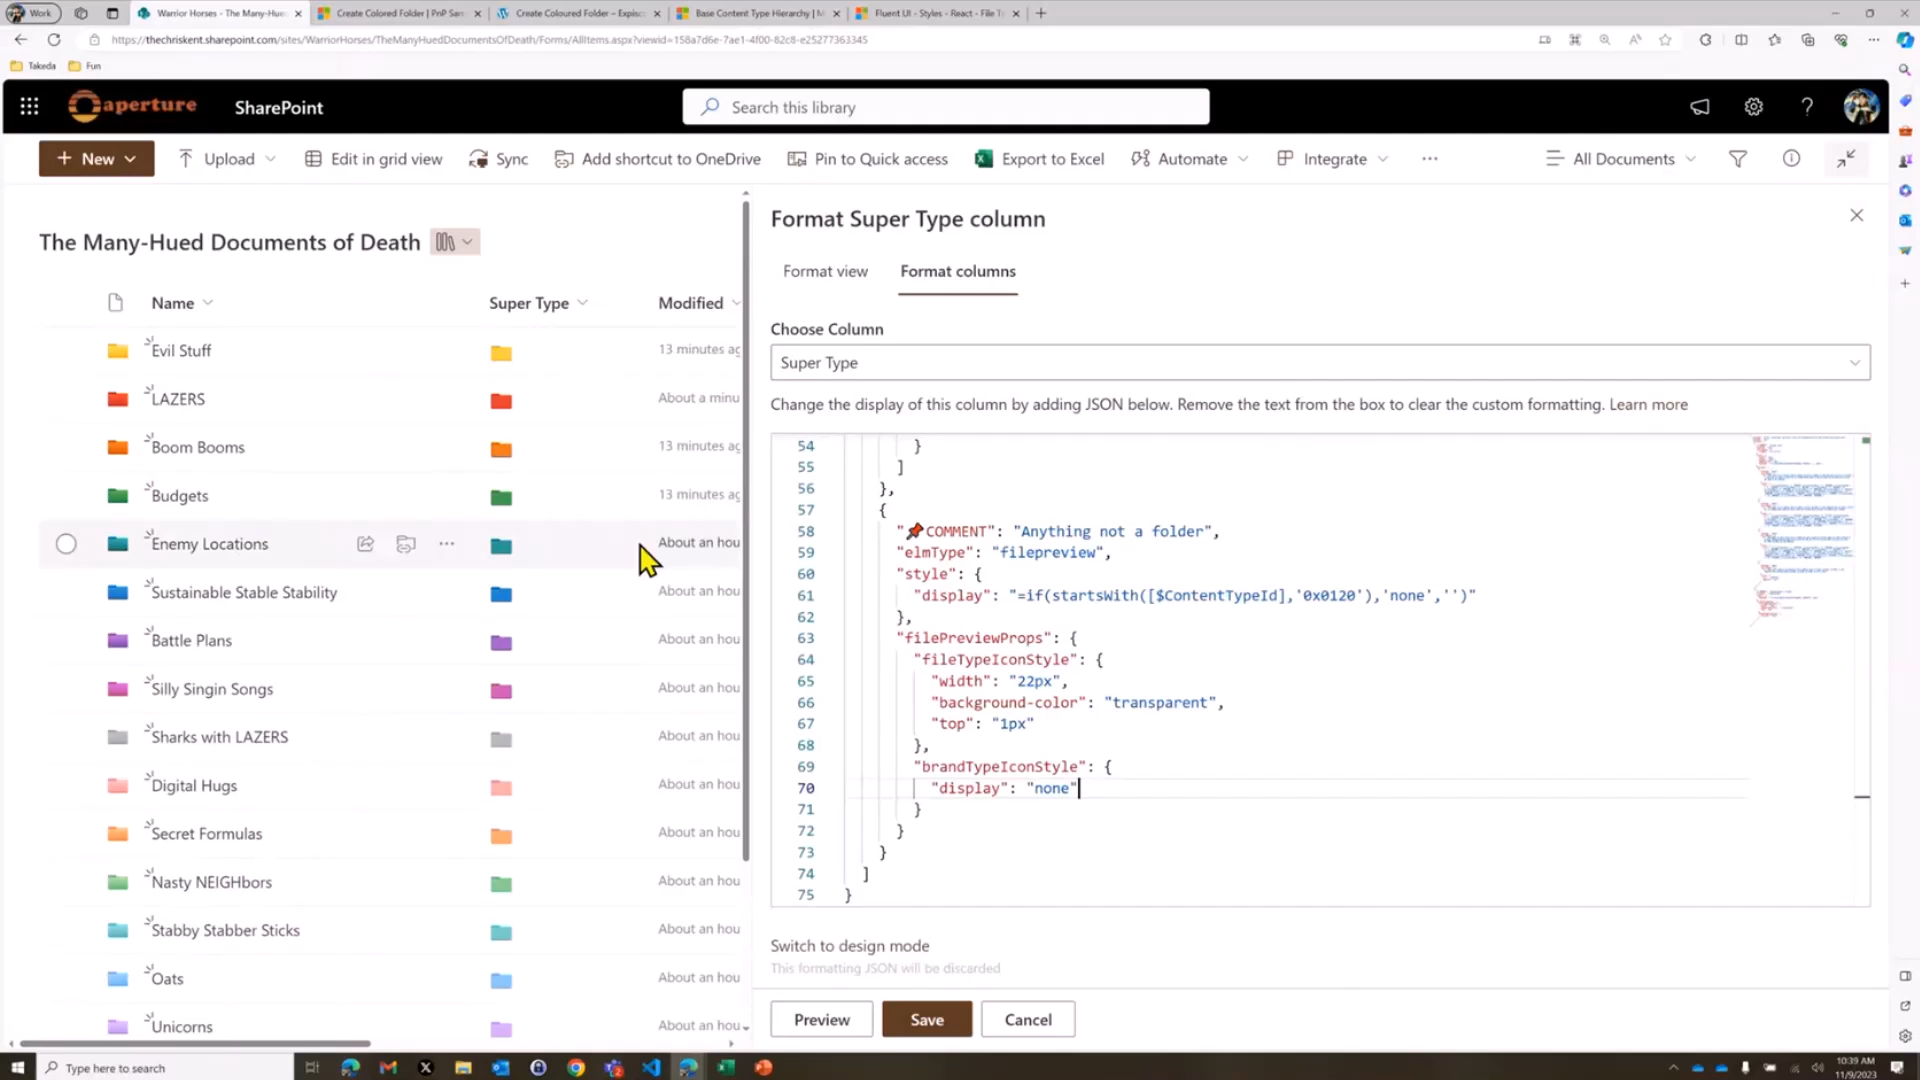 Work
Warrior Horses - The Many-Hued
Create Colored Folder | PnP Sam
Create Coloured Folder – Expisc
Base Content Type Hierarchy | M
Fluent UI - Styles - React - File T
https://thechriskent.sharepoint.com/sites/WarriorHorses/TheManyHuedDocumentsOfDeath/Forms/AllItems.aspx?viewid=158a7d6e-7ae1-4f00-82c8-e25277363345
Takeda
Fun
aperture
SharePoint
Search this library
New
Upload
Edit in grid view
Sync
Add shortcut to OneDrive
Pin to Quick access
Export to Excel
Automate
Integrate
All Documents
The Many-Hued Documents of Death
Name
Super Type
Modified
Evil Stuff
13 minutes ag
LAZERS
About a minu
Boom Booms
13 minutes ag
Budgets
13 minutes ag
Enemy Locations
About an hou
Sustainable Stable Stability
About an hou
Battle Plans
About an hou
Silly Singin Songs
About an hou
Sharks with LAZERS
About an hou
Digital Hugs
About an hou
Secret Formulas
About an hou
Nasty NEIGHbors
About an hou
Stabby Stabber Sticks
About an hou
Oats
About an hou
Unicorns
About an hou
Format Super Type column
Format view
Format columns
Choose Column
Super Type
Change the display of this column by adding JSON below. Remove the text from the box to clear the custom formatting. Learn more
54 }
55 ]
56 },
57 {
58 "📌COMMENT": "Anything not a folder",
59 "elmType": "filepreview",
60 "style": {
61 "display": "=if(startsWith([$ContentTypeId],'0x0120'),'none','')"
62 },
63 "filePreviewProps": {
64 "fileTypeIconStyle": {
65 "width": "22px",
66 "background-color": "transparent",
67 "top": "1px"
68 },
69 "brandTypeIconStyle": {
70 "display": "none"
71 }
72 }
73 }
74 ]
75 }
Switch to design mode
This formatting JSON will be discarded
Preview
Save
Cancel
Type here to search
10:39 AM
11/9/2023